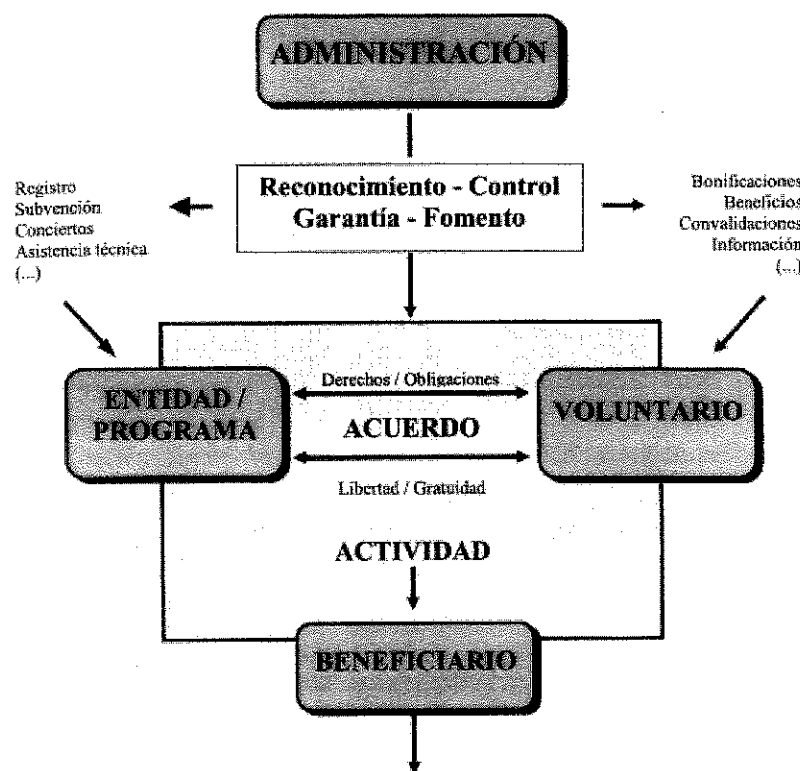 ADMINISTRACIÓN
Reconocimiento - Control
Garantía - Fomento
Registro
Subvención
Conciertos
Asistencia técnica
(...)
Bonificaciones
Beneficios
Convalidaciones
Información
(...)
ENTIDAD /
PROGRAMA
Derechos / Obligaciones
ACUERDO
Libertad / Gratuidad
VOLUNTARIO
ACTIVIDAD
BENEFICIARIO